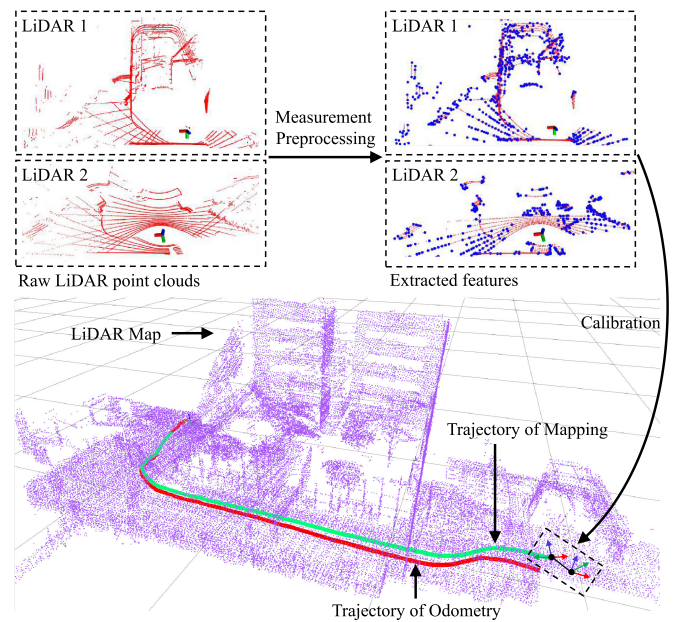 LiDAR 1
LiDAR 1
Measurement
Preprocessing
LiDAR 2
LiDAR 2
Raw LiDAR point clouds
Extracted features
Calibration
LiDAR Map
Trajectory of Mapping
Trajectory of Odometry